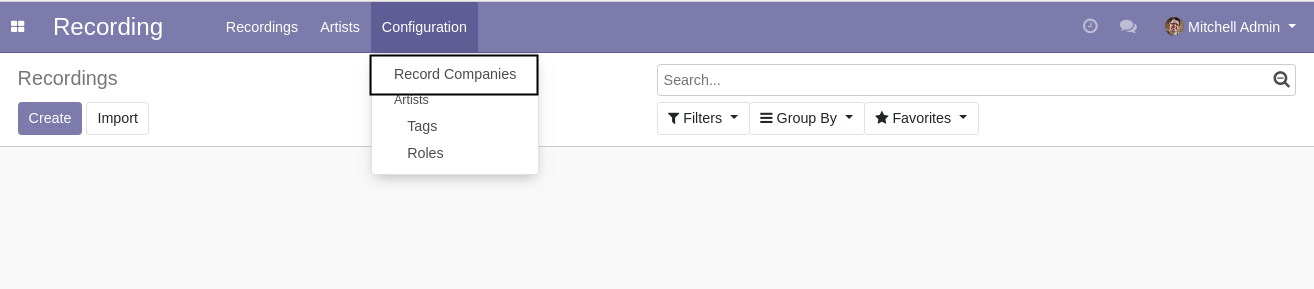 Recording Recordings Artists Configuration Mitchell Admin
Recordings
Record Companies
Search...
Artists
Create Import
Filters Group By Favorites
Tags
Roles